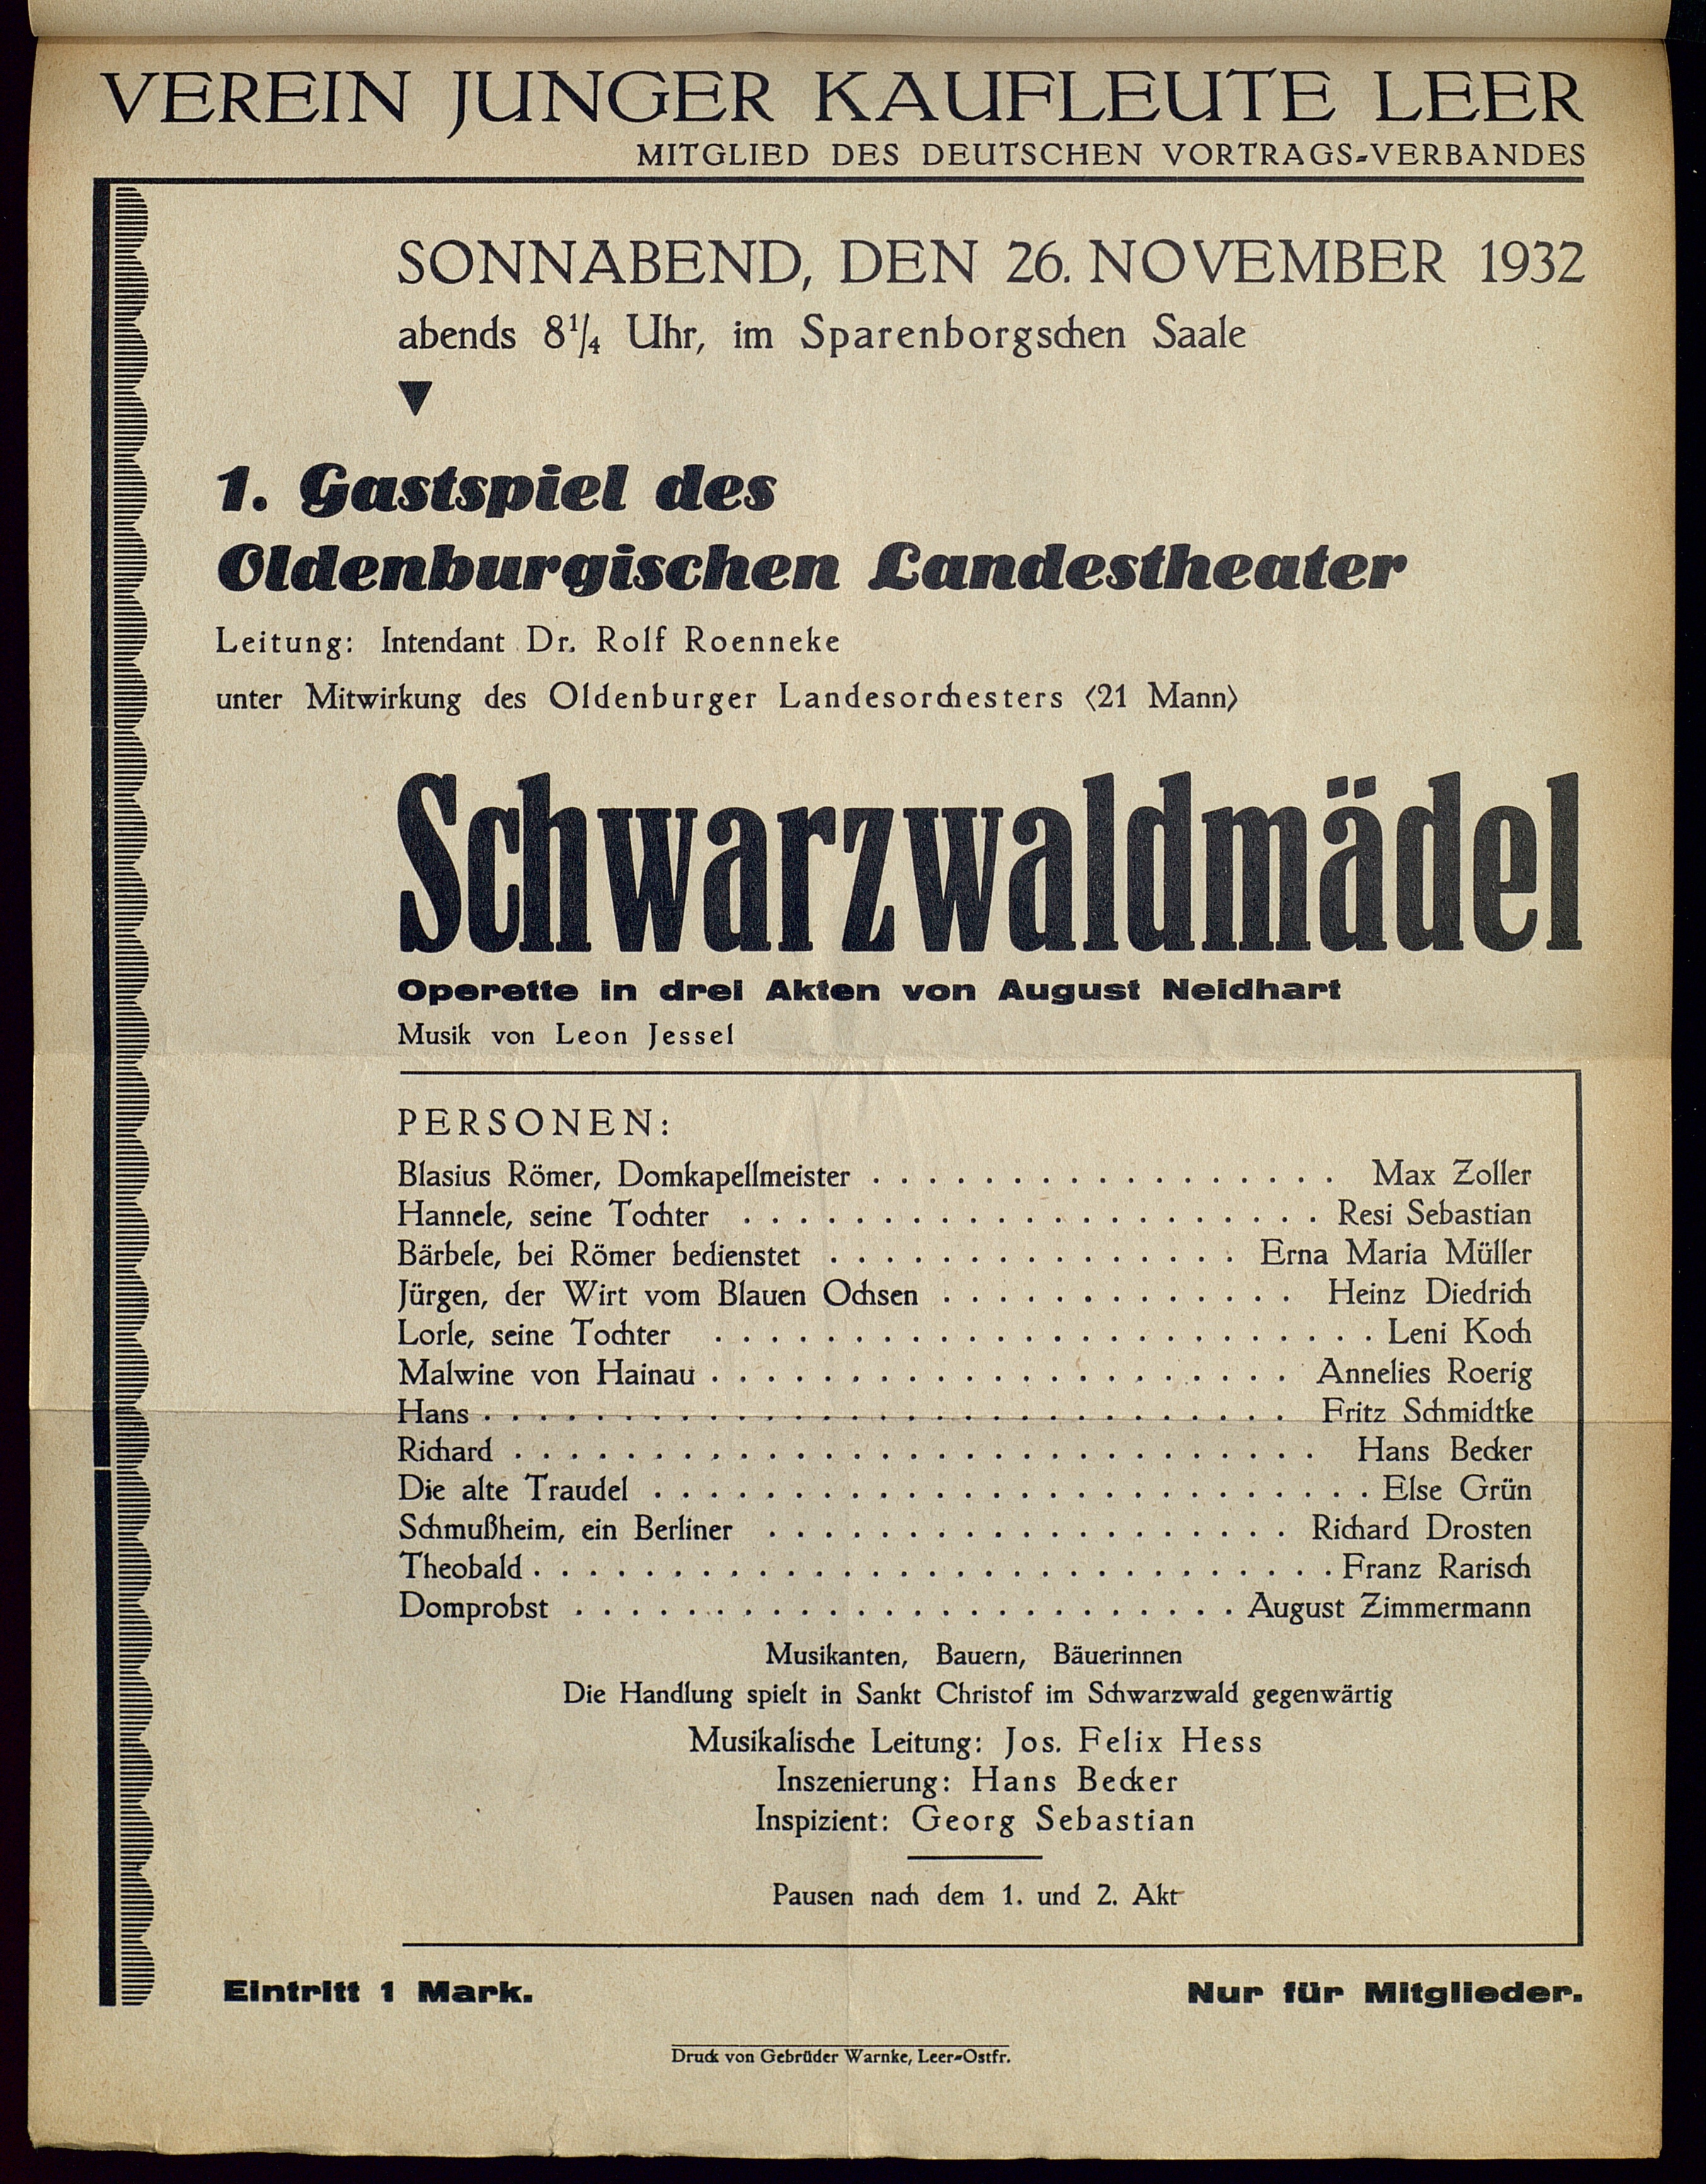 VEREIN JUNGER KAUFLEUTE LEER
MITGLIED DES DEUTSCHEN VORTRAGS-VERBANDES
SONNABEND, DEN 26. NOVEMBER 1932
abends 8¼ Uhr, im Sparenborgschen Saale
1. Gastspiel des
Oldenburgischen Landestheater
Leitung: Intendant Dr. Rolf Roenneke
unter Mitwirkung des Oldenburger Landesorchesters (21 Mann)
Schwarzwaldmädel
Operette in drei Akten von August Neidhart
Musik von Leon Jessel
PERSONEN:
Blasius Römer, Domkapellmeister . . . . . . . . . . . . . . . . . Max Zoller
Hannele, seine Tochter . . . . . . . . . . . . . . . . . . . . . Resi Sebastian
Bärbele, bei Römer bedienstet . . . . . . . . . . . . . . . Erna Maria Müller
Jürgen, der Wirt vom Blauen Ochsen . . . . . . . . . . . . . Heinz Diedrich
Lorle, seine Tochter . . . . . . . . . . . . . . . . . . . . . . . . Leni Koch
Malwine von Hainau . . . . . . . . . . . . . . . . . . . . . Annelies Roerig
Hans . . . . . . . . . . . . . . . . . . . . . . . . . . . . . Fritz Schmidtke
Richard . . . . . . . . . . . . . . . . . . . . . . . . . . . . . Hans Becker
Die alte Traudel . . . . . . . . . . . . . . . . . . . . . . . . . . Else Grün
Schmußheim, ein Berliner . . . . . . . . . . . . . . . . . . . Richard Drosten
Theobald . . . . . . . . . . . . . . . . . . . . . . . . . . . . . Franz Rarisch
Domprobst . . . . . . . . . . . . . . . . . . . . . . . . August Zimmermann
Musikanten, Bauern, Bäuerinnen
Die Handlung spielt in Sankt Christof im Schwarzwald gegenwärtig
Musikalische Leitung: Jos. Felix Hess
Inszenierung: Hans Becker
Inspizient: Georg Sebastian
Pausen nach dem 1. und 2. Akt
Eintritt 1 Mark. Nur für Mitglieder.
Druck von Gebrüder Warnke, Leer-Ostfr.